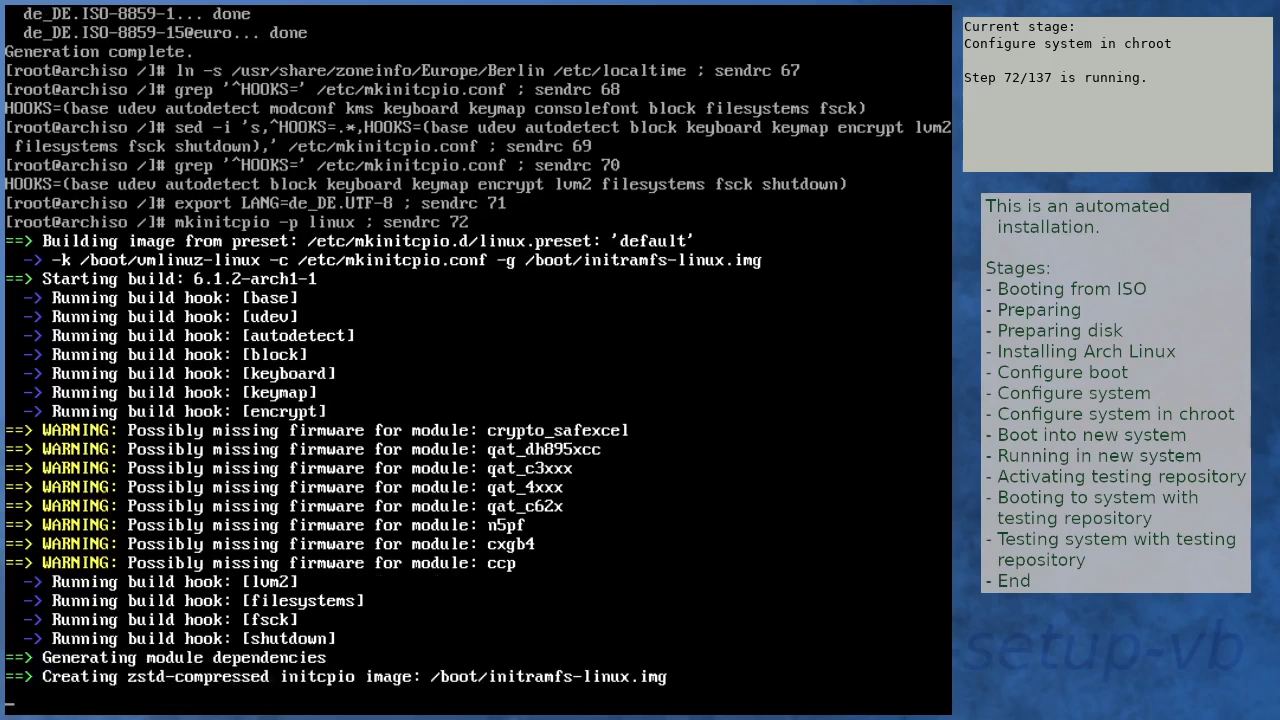 de_DE.ISO-8859-1... done
de_DE.ISO-8859-15@euro... done
Generation complete.
[root@archiso /]# ln -s /usr/share/zoneinfo/Europe/Berlin /etc/localtime ; sendrc 67
[root@archiso /]# grep '^HOOKS=' /etc/mkinitcpio.conf ; sendrc 68
HOOKS=(base udev autodetect modconf kms keyboard keymap consolefont block filesystems fsck)
[root@archiso /]# sed -i 's,^HOOKS=.*,HOOKS=(base udev autodetect block keyboard keymap encrypt lvm2
 filesystems fsck shutdown),' /etc/mkinitcpio.conf ; sendrc 69
[root@archiso /]# grep '^HOOKS=' /etc/mkinitcpio.conf ; sendrc 70
HOOKS=(base udev autodetect block keyboard keymap encrypt lvm2 filesystems fsck shutdown)
[root@archiso /]# export LANG=de_DE.UTF-8 ; sendrc 71
[root@archiso /]# mkinitcpio -p linux ; sendrc 72
==> Building image from preset: /etc/mkinitcpio.d/linux.preset: 'default'
  -> -k /boot/vmlinuz-linux -c /etc/mkinitcpio.conf -g /boot/initramfs-linux.img
==> Starting build: 6.1.2-arch1-1
  -> Running build hook: [base]
  -> Running build hook: [udev]
  -> Running build hook: [autodetect]
  -> Running build hook: [block]
  -> Running build hook: [keyboard]
  -> Running build hook: [keymap]
  -> Running build hook: [encrypt]
==> WARNING: Possibly missing firmware for module: crypto_safexcel
==> WARNING: Possibly missing firmware for module: qat_dh895xcc
==> WARNING: Possibly missing firmware for module: qat_c3xxx
==> WARNING: Possibly missing firmware for module: qat_4xxx
==> WARNING: Possibly missing firmware for module: qat_c62x
==> WARNING: Possibly missing firmware for module: n5pf
==> WARNING: Possibly missing firmware for module: cxgb4
==> WARNING: Possibly missing firmware for module: ccp
  -> Running build hook: [lvm2]
  -> Running build hook: [filesystems]
  -> Running build hook: [fsck]
  -> Running build hook: [shutdown]
==> Generating module dependencies
==> Creating zstd-compressed initcpio image: /boot/initramfs-linux.img
Current stage:
Configure system in chroot
Step 72/137 is running.
This is an automated
installation.
Stages:
- Booting from ISO
- Preparing
- Preparing disk
- Installing Arch Linux
- Configure boot
- Configure system
- Configure system in chroot
- Boot into new system
- Running in new system
- Activating testing repository
- Booting to system with
testing repository
- Testing system with testing
repository
- End
setup-vb